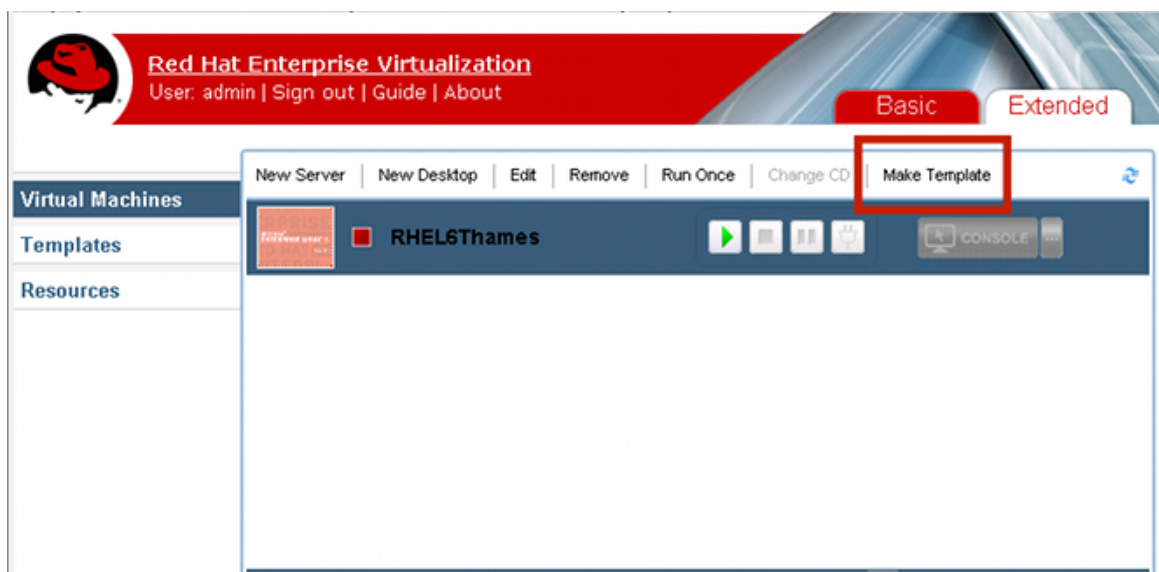 Red Hat Enterprise Virtualization
User: admin | Sign out | Guide | About
Basic Extended
New Server | New Desktop | Edit | Remove | Run Once | Change CD | Make Template
Virtual Machines
RHEL6Thames
CONSOLE ...
Templates
Resources